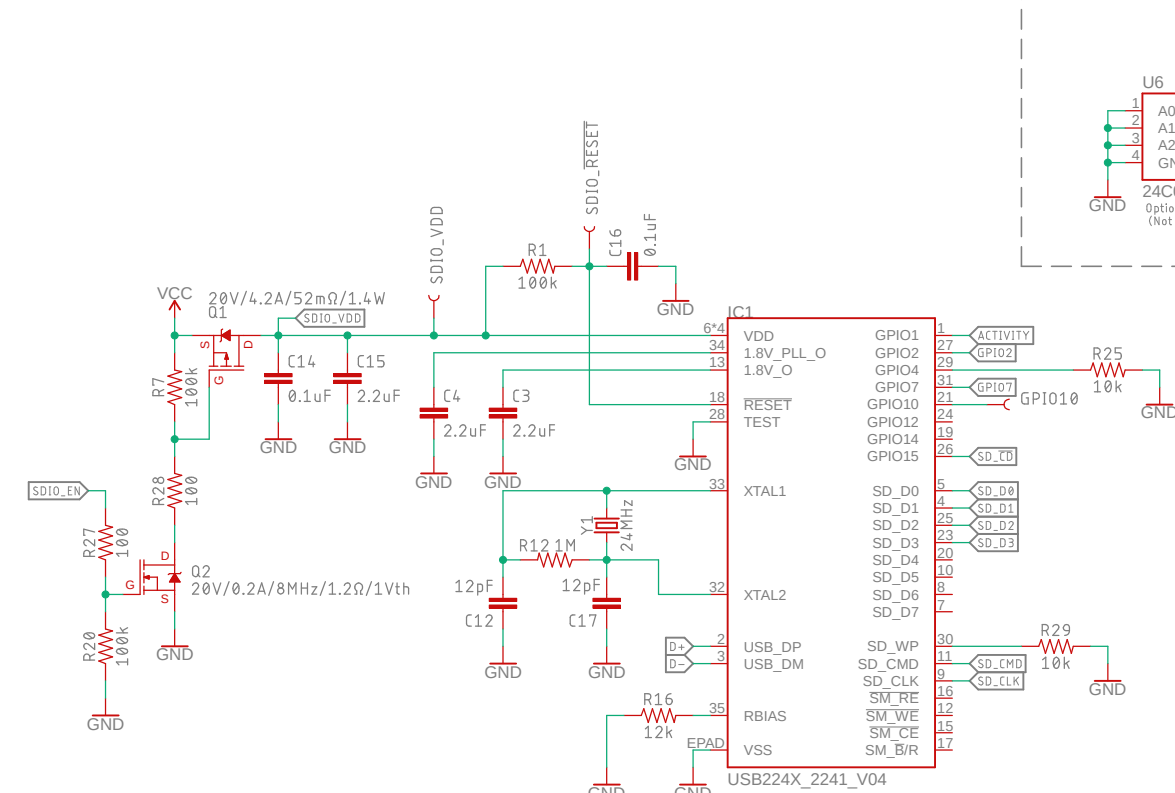 U6
1
A0
2
A1
3
A2
4
GN
GND
24C
Optio
(Not
SDIO_RESET
SDIO_VDD
C16
0.1uF
R1
100k
GND
VCC
20V/4.2A/52mΩ/1.4W
Q1
SDIO_VDD
S
D
G
R7
100k
C14
0.1uF
C15
2.2uF
GND
GND
C4
2.2uF
C3
2.2uF
GND
GND
GND
IC1
6*4
VDD
34
1.8V_PLL_O
13
1.8V_O
18
RESET
28
TEST
33
XTAL1
32
XTAL2
2
USB_DP
3
USB_DM
35
RBIAS
EPAD
VSS
GPIO1
1
ACTIVITY
GPIO2
27
GPIO2
GPIO4
29
R25
10k
GND
GPIO7
31
GPIO7
GPIO10
21
GPIO10
GPIO12
24
GPIO14
19
GPIO15
26
SD_CD
SD_D0
5
SD_D0
SD_D1
4
SD_D1
SD_D2
25
SD_D2
SD_D3
23
SD_D3
SD_D4
20
SD_D5
10
SD_D6
8
SD_D7
7
SD_WP
30
R29
10k
GND
SD_CMD
11
SD_CMD
SD_CLK
9
SD_CLK
SM_RE
16
SM_WE
12
SM_CE
15
SM_B/R
17
USB224X_2241_V04
SDIO_EN
R28
100
R27
100
D
G
S
Q2
20V/0.2A/8MHz/1.2Ω/1Vth
R20
100k
GND
GND
Y1
24MHz
R12 1M
12pF
C12
12pF
C17
GND
GND
D+
D-
R16
12k
GND
GND